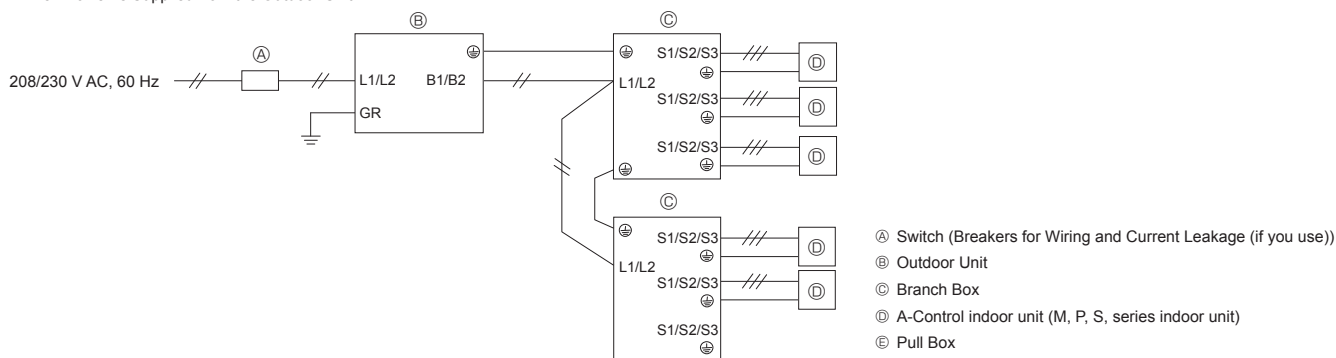 Ⓑ
Ⓒ
Ⓐ
208/230 V AC, 60 Hz
L1/L2
B1/B2
GR
S1/S2/S3
L1/L2
S1/S2/S3
S1/S2/S3
Ⓓ
Ⓓ
Ⓓ
Ⓒ
S1/S2/S3
L1/L2
S1/S2/S3
S1/S2/S3
Ⓓ
Ⓓ
Ⓐ Switch (Breakers for Wiring and Current Leakage (if you use))
Ⓑ Outdoor Unit
Ⓒ Branch Box
Ⓓ A-Control indoor unit (M, P, S, series indoor unit)
Ⓔ Pull Box